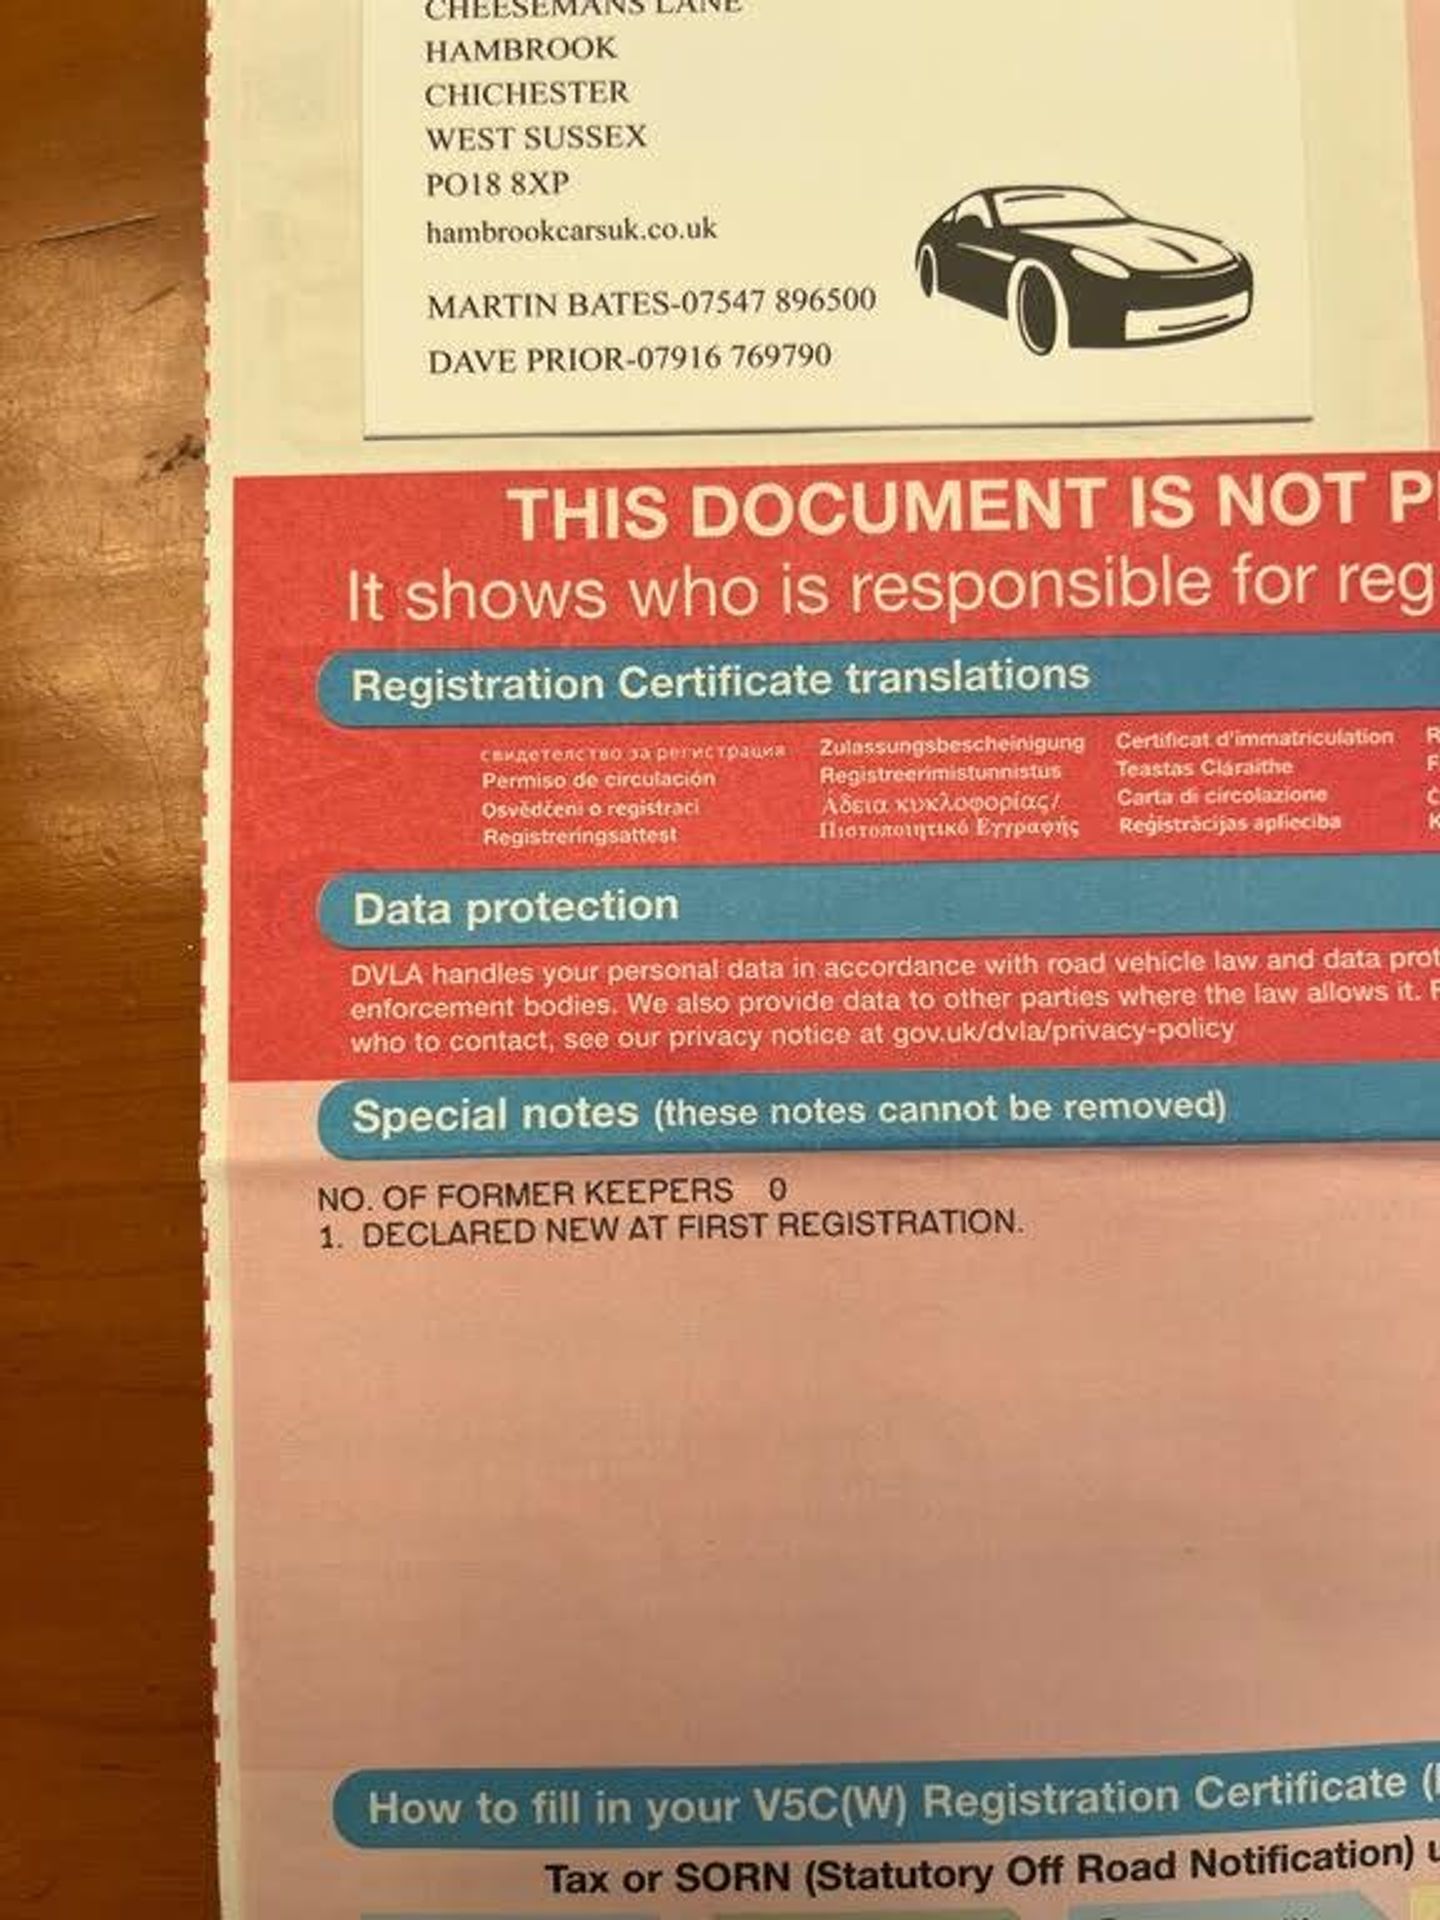 CHEESEMANS LANE
HAMBROOK
CHICHESTER
WEST SUSSEX
PO18 8XP
hambrookcarsuk.co.uk
MARTIN BATES-07547 896500
DAVE PRIOR-07916 769790
THIS DOCUMENT IS NOT P
It shows who is responsible for reg
Registration Certificate translations
свидетелство за регистрация
Permiso de circulación
Osvědčení o registraci
Registreringsattest
Zulassungsbescheinigung
Registreerimistunnistus
Άδεια κυκλοφορίας/
Πιστοποιητικό Εγγραφής
Certificat d'immatriculation
Teastas Cláraithe
Carta di circolazione
Reģistrācijas apliecība
Data protection
DVLA handles your personal data in accordance with road vehicle law and data prot
enforcement bodies. We also provide data to other parties where the law allows it. F
who to contact, see our privacy notice at gov.uk/dvla/privacy-policy
Special notes (these notes cannot be removed)
NO. OF FORMER KEEPERS 0
1. DECLARED NEW AT FIRST REGISTRATION.
How to fill in your V5C(W) Registration Certificate (
Tax or SORN (Statutory Off Road Notification) u